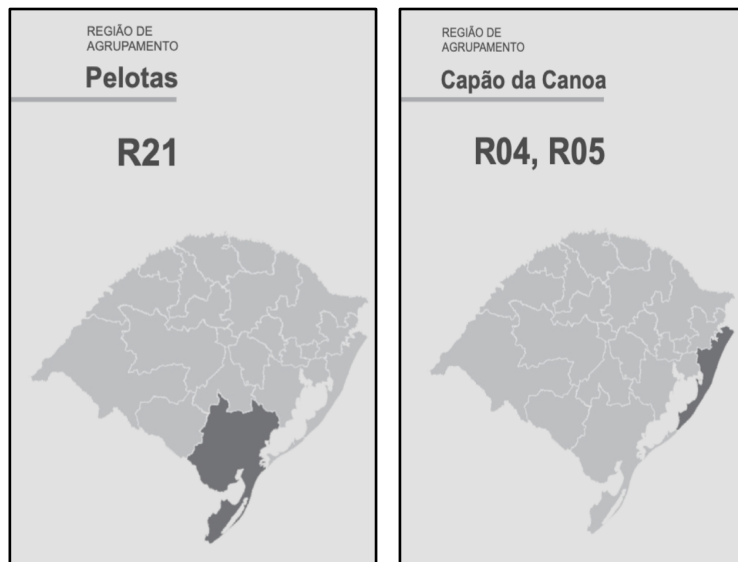 REGIÃO DE
AGRUPAMENTO
Pelotas
R21
REGIÃO DE
AGRUPAMENTO
Capão da Canoa
R04, R05